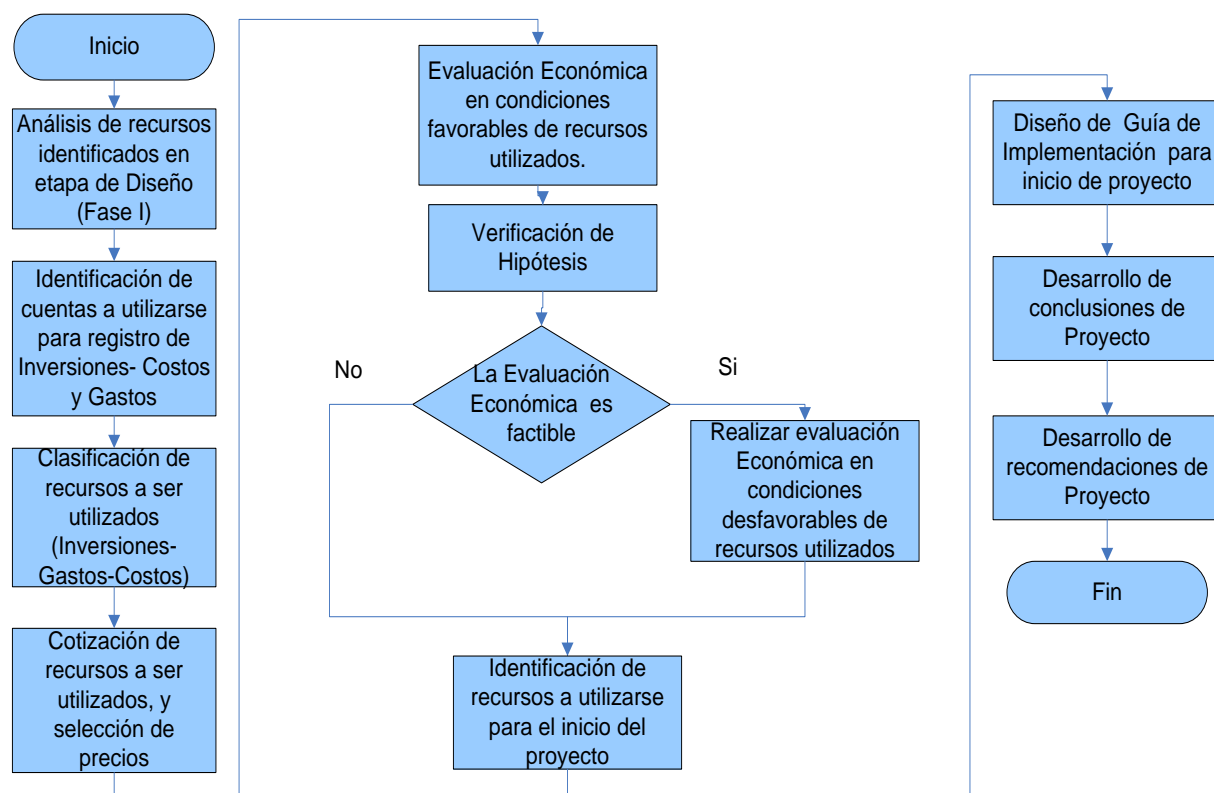 Inicio
Análisis de recursos
identificados en
etapa de Diseño
(Fase I)
Identificación de
cuentas a utilizarse
para registro de
Inversiones- Costos
y Gastos
Clasificación de
recursos a ser
utilizados
(Inversiones-
Gastos-Costos)
Cotización de
recursos a ser
utilizados, y
selección de
precios
Evaluación Económica
en condiciones
favorables de recursos
utilizados.
Verificación de
Hipótesis
La Evaluación
Económica es
factible
No
Si
Realizar evaluación
Económica en
condiciones
desfavorables de
recursos utilizados
Identificación de
recursos a utilizarse
para el inicio del
proyecto
Diseño de Guía de
Implementación para
inicio de proyecto
Desarrollo de
conclusiones de
Proyecto
Desarrollo de
recomendaciones de
Proyecto
Fin